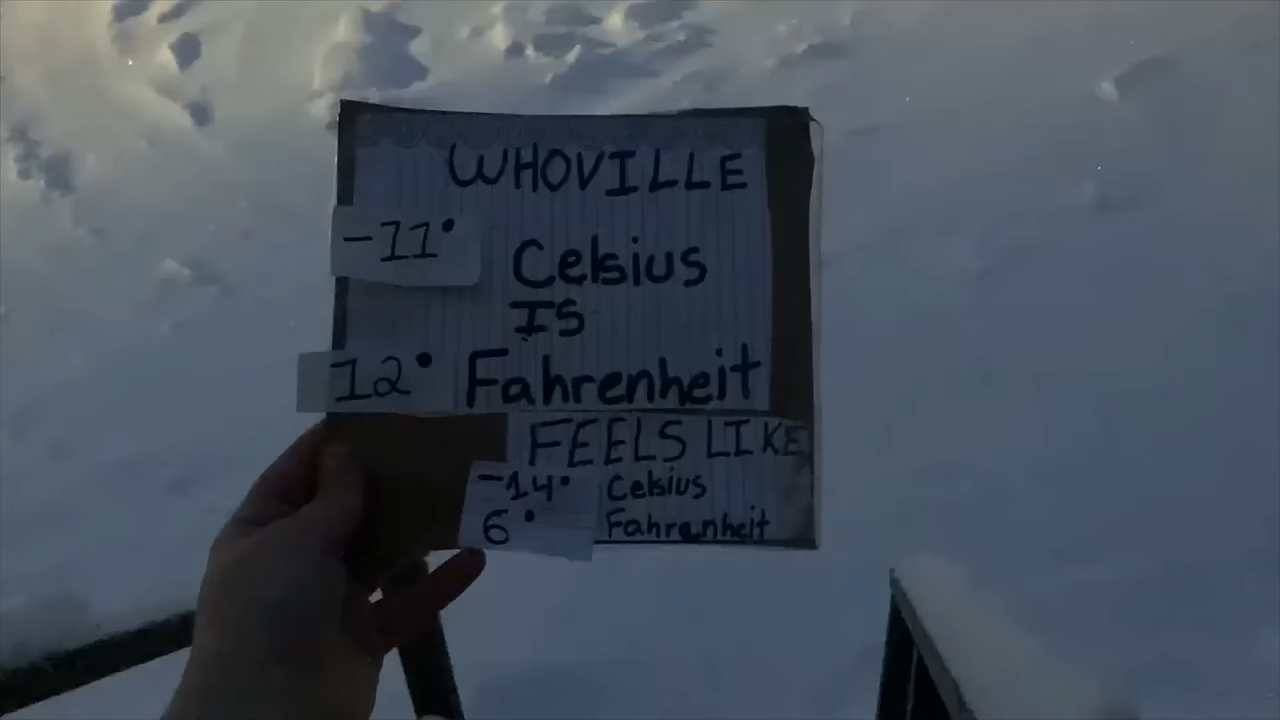 WHOVILLE
-11° Celsius
IS
12° Fahrenheit
FEELS LIKE
-14° Celsius
6° Fahrenheit